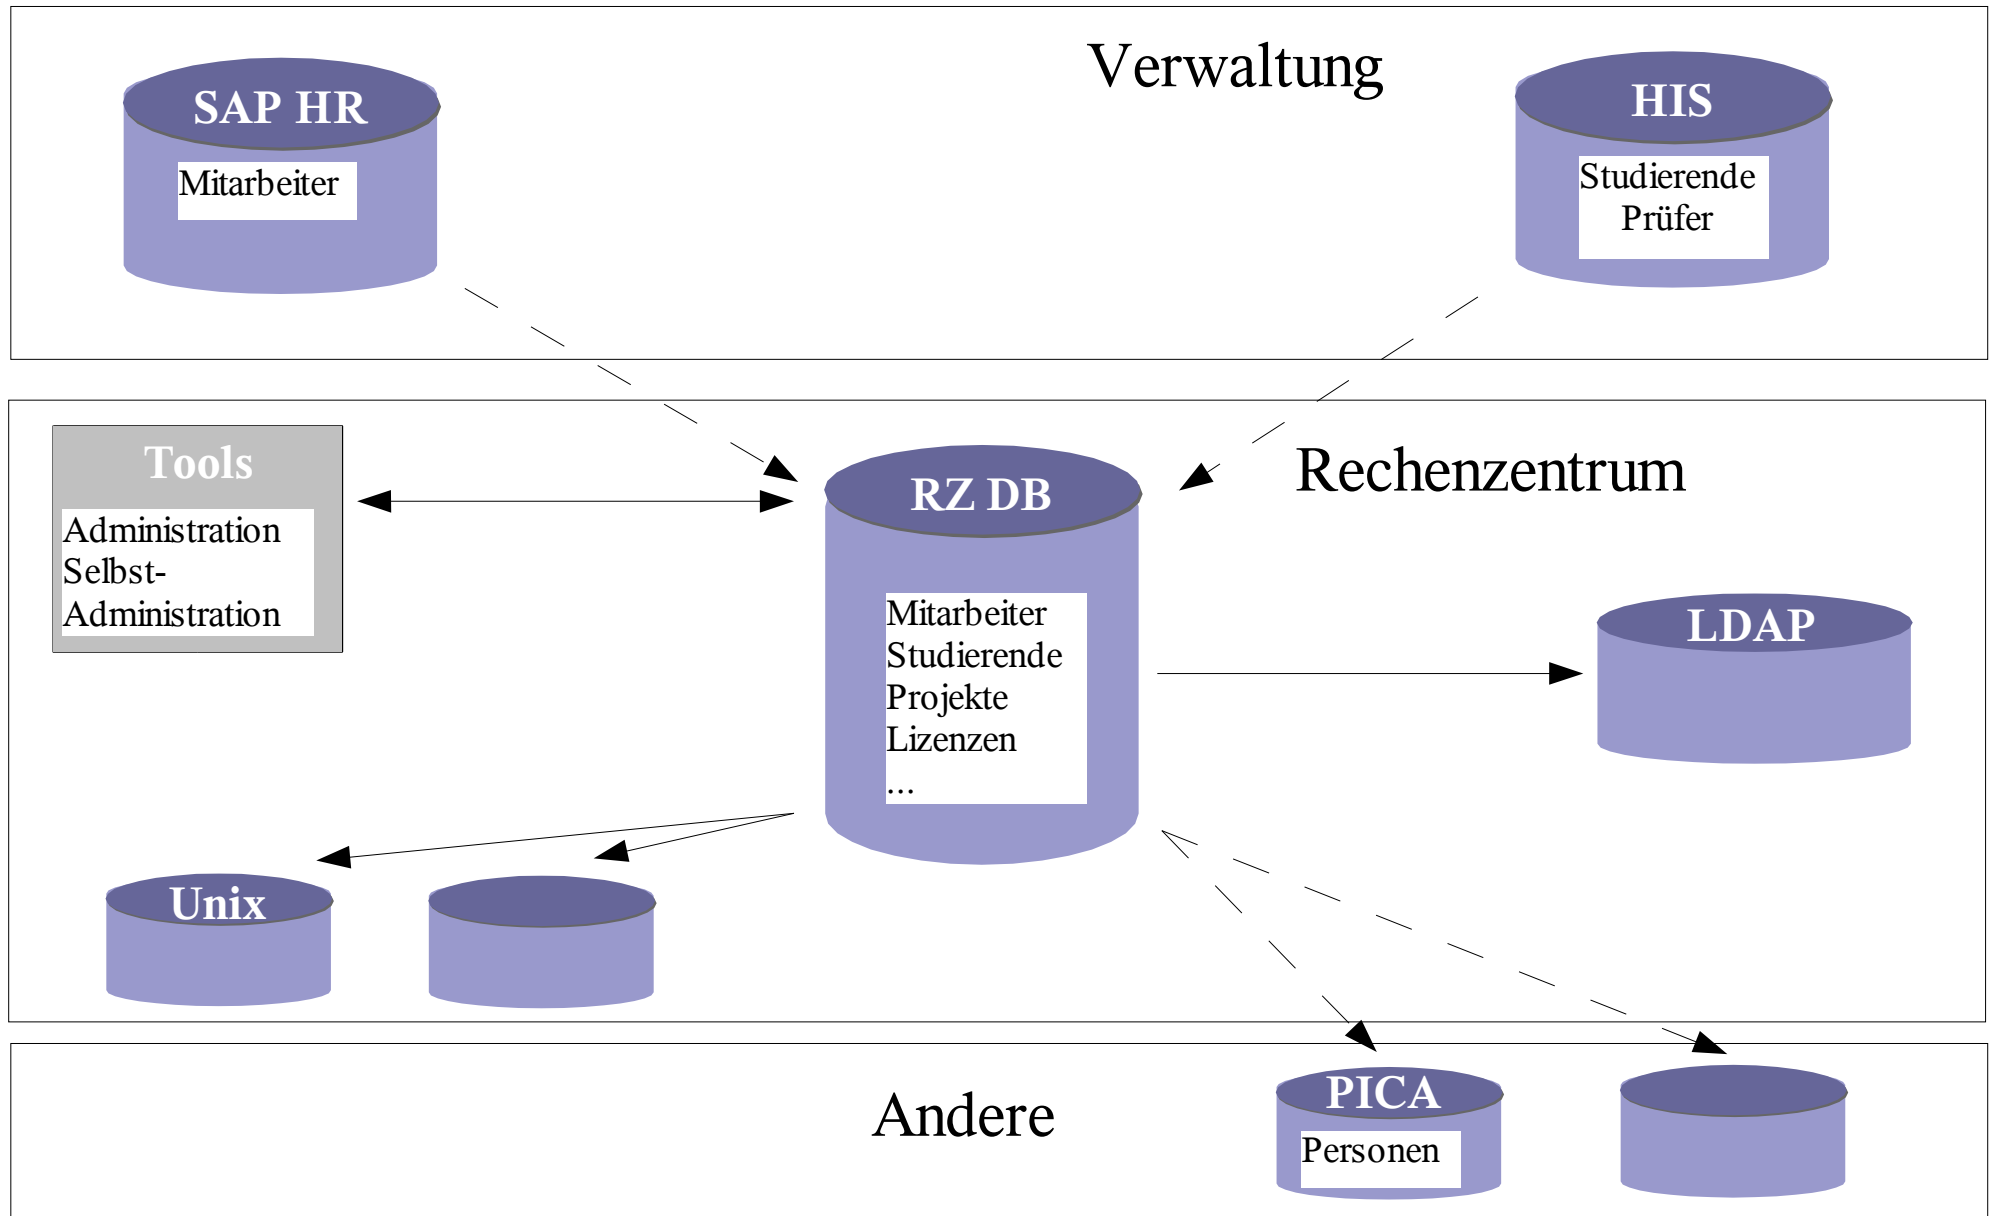 Verwaltung
SAP HR
Mitarbeiter
HIS
Studierende
Prüfer
Rechenzentrum
Tools
Administration
Selbst-
Administration
RZ DB
Mitarbeiter
Studierende
Projekte
Lizenzen
...
LDAP
Unix
Andere
PICA
Personen